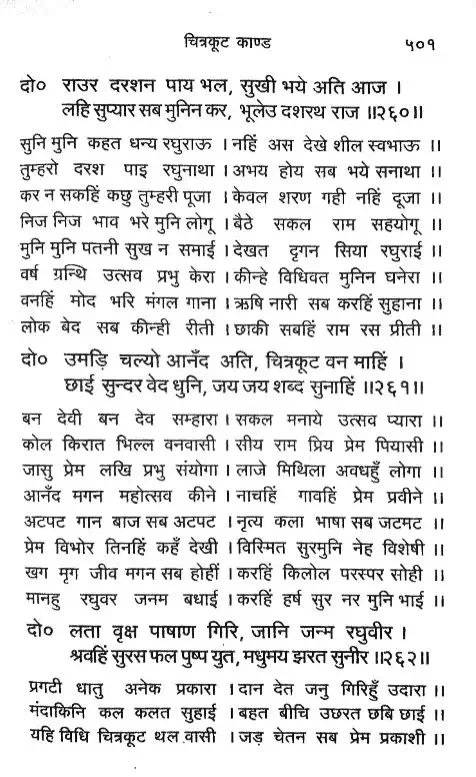 चित्रकूट काण्ड ५०१
दो० राउर दरशन पाय भल, सुखी भये अति आज ।
लहि सुप्यार सब मुनिन कर, भूलेउ दशरथ राज ॥२६०॥
सुनि मुनि कहत धन्य रघुराऊ । नहिं अस देखे शील स्वभाऊ ॥
तुम्हरो दरश पाइ रघुनाथा । अभय होय सब भये सनाथा ॥
कर न सकहिं कछु तुम्हरी पूजा । केवल शरण गही नहिं दूजा ॥
निज निज भाव भरे मुनि लोगू । बैठे सकल राम सहयोगू ॥
मुनि मुनि पतनी सुख न समाई । देखत दृगन सिया रघुराई ॥
वर्ष ग्रन्थि उत्सव प्रभु केरा । कीन्हे विधिवत मुनिन घनेरा ॥
वनहिं मोद भरि मंगल गाना । ऋषि नारी सब करहिं सुहाना ॥
लोक बेद सब कीन्ही रीती । छाकी सबहिं राम रस प्रीती ॥
दो० उमड़ि चल्यो आनँद अति, चित्रकूट वन माहिं ।
छाई सुन्दर वेद धुनि, जय जय शब्द सुनाहिं ॥२६१॥
बन देवी बन देव सम्हारा । सकल मनाये उत्सव प्यारा ॥
कोल किरात भिल्ल वनवासी । सीय राम प्रिय प्रेम पियासी ॥
जासु प्रेम लखि प्रभु संयोगा । लाजे मिथिला अवधहुँ लोगा ॥
आनँद मगन महोत्सव कीने । नाचहिं गावहिं प्रेम प्रवीने ॥
अटपट गान बाज सब अटपट । नृत्य कला भाषा सब जटमट ॥
प्रेम विभोर तिनहिं कहँ देखी । विस्मित सुरमुनि नेह विशेषी ॥
खग मृग जीव मगन सब होहीं । करहिं किलोल परस्पर सोही ॥
मानहु रघुवर जनम बधाई । करहिं हर्ष सुर नर मुनि भाई ॥
दो० लता वृक्ष पाषाण गिरि, जानि जन्म रघुवीर ।
श्रवहिं सुरस फल पुष्प युत, मधुमय झरत सुनीर ॥२६२॥
प्रगटी धातु अनेक प्रकारा । दान देत जनु गिरिहुँ उदारा ॥
मंदाकिनि कल कलत सुहाई । बहत बीचि उछरत छबि छाई ॥
यहि विधि चित्रकूट थल वासी । जड़ चेतन सब प्रेम प्रकाशी ॥